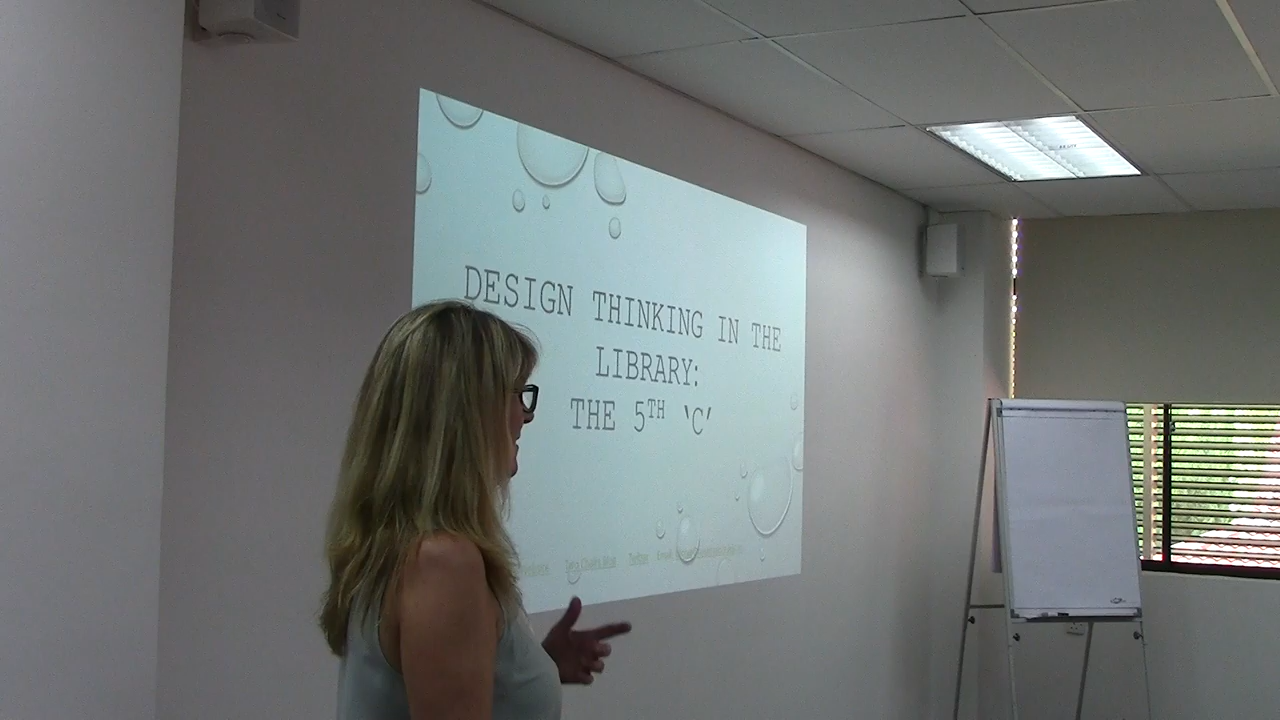 DESIGN THINKING IN THE
LIBRARY:
THE 5TH 'C'